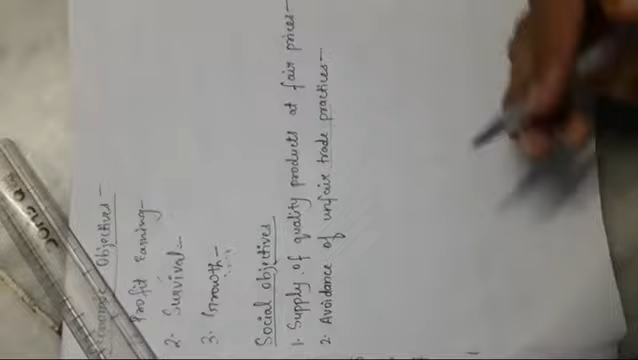 Economic Objectives-
Profit Earning-
2. Survival-
3. Growth-
Social objectives
1. Supply of quality products at fair prices-
2. Avoidance of unfair trade practices-